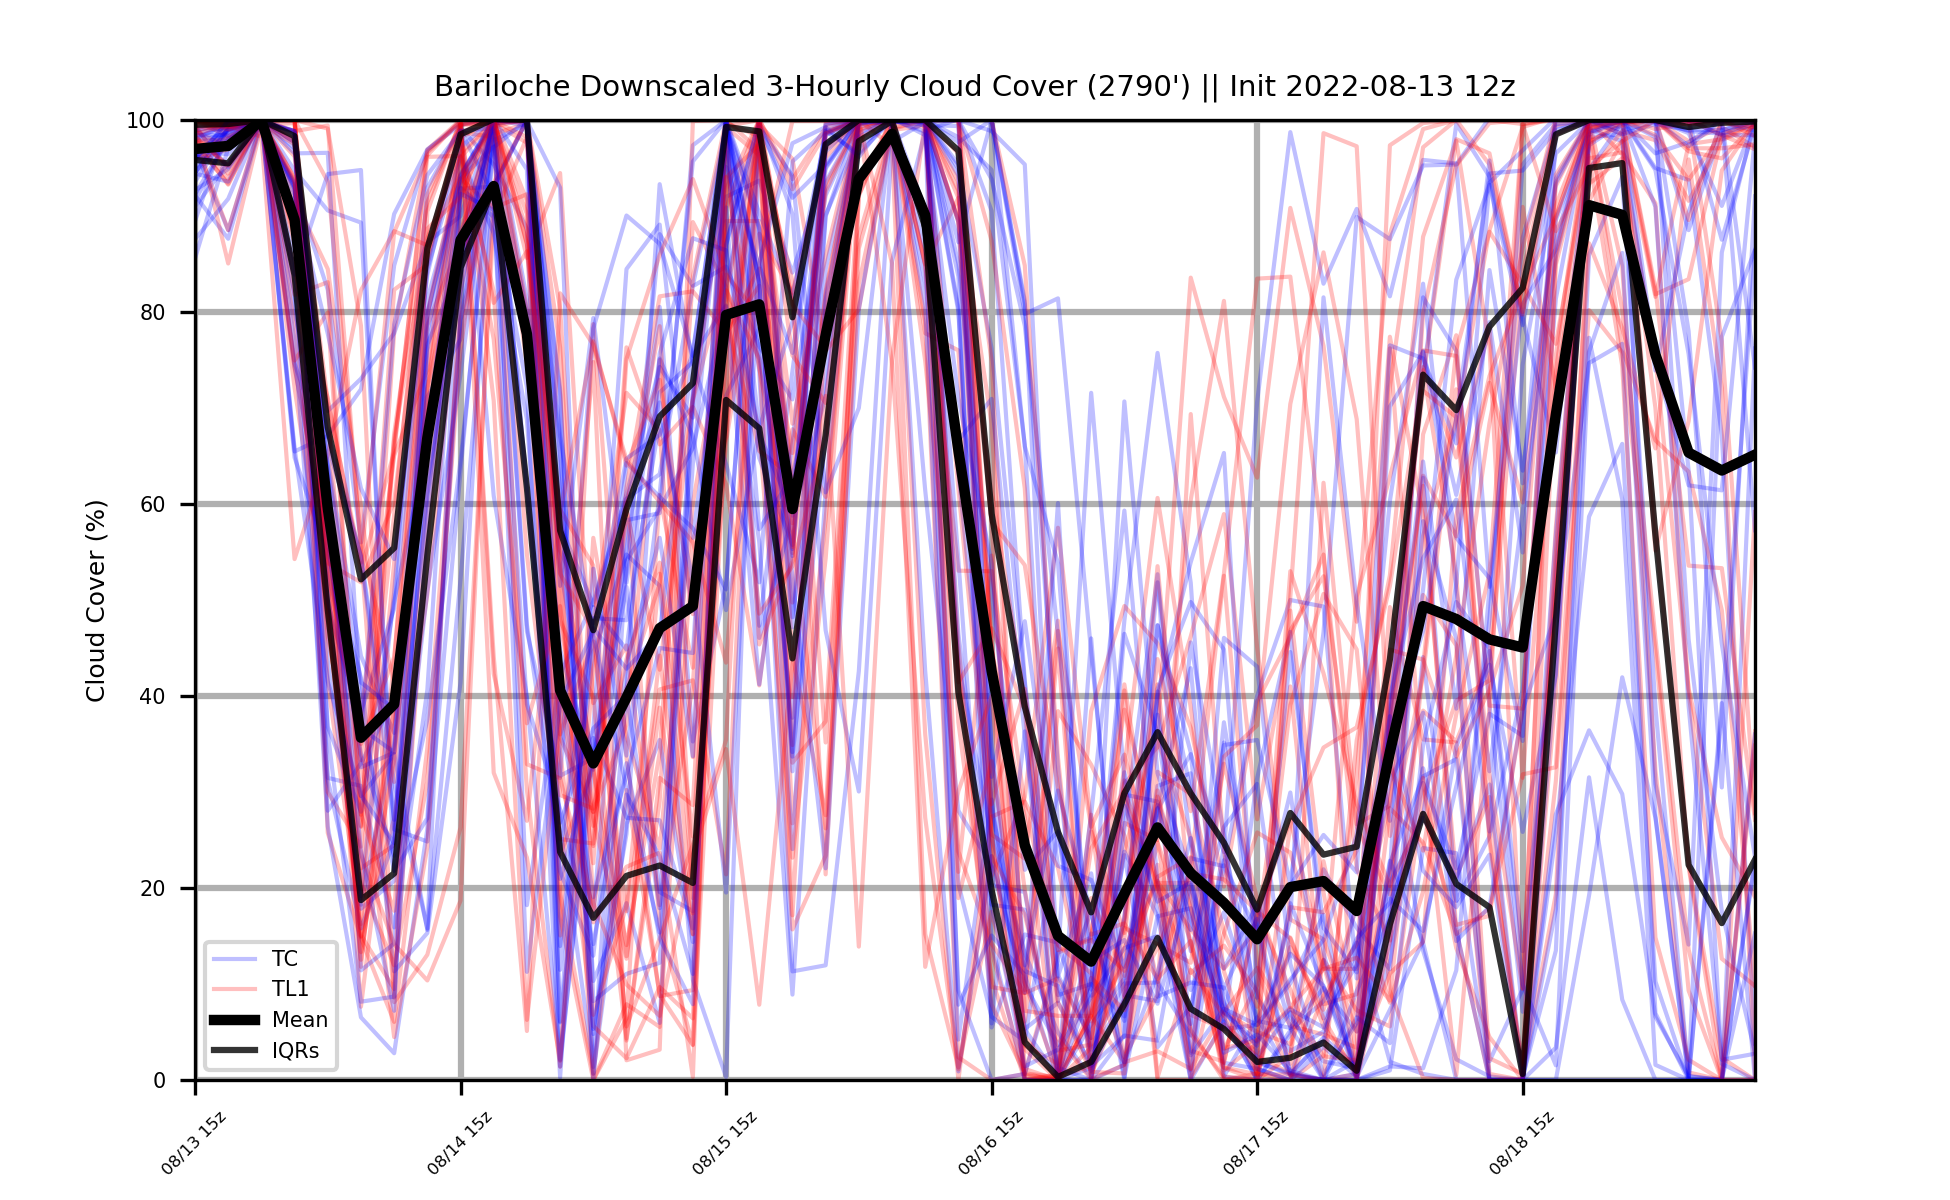 Bariloche Downscaled 3-Hourly Cloud Cover (2790') || Init 2022-08-13 12z
Cloud Cover (%)
100
80
60
40
20
0
TC
TL1
Mean
IQRs
08/13 15z
08/14 15z
08/15 15z
08/16 15z
08/17 15z
08/18 15z